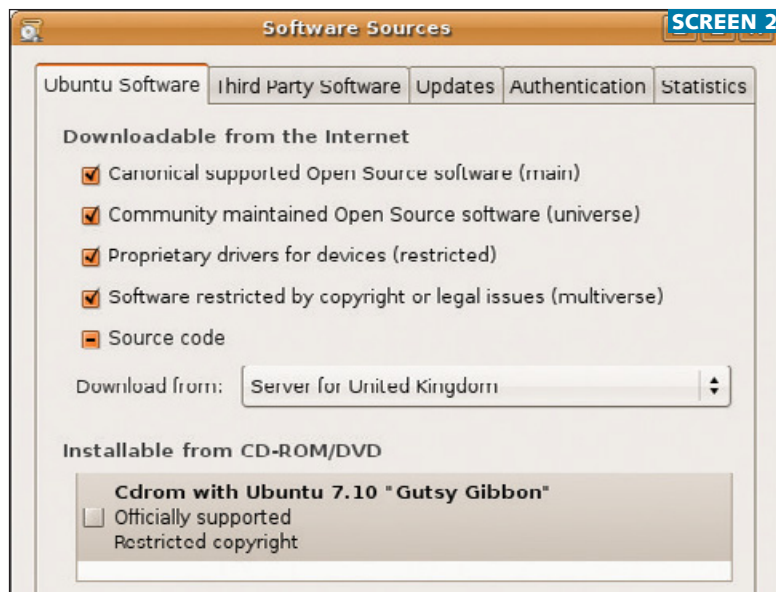 Software Sources
SCREEN 2
Ubuntu Software Third Party Software Updates Authentication Statistics
Downloadable from the Internet
Canonical supported Open Source software (main)
Community maintained Open Source software (universe)
Proprietary drivers for devices (restricted)
Software restricted by copyright or legal issues (multiverse)
Source code
Download from: Server for United Kingdom
Installable from CD-ROM/DVD
Cdrom with Ubuntu 7.10 "Gutsy Gibbon"
Officially supported
Restricted copyright